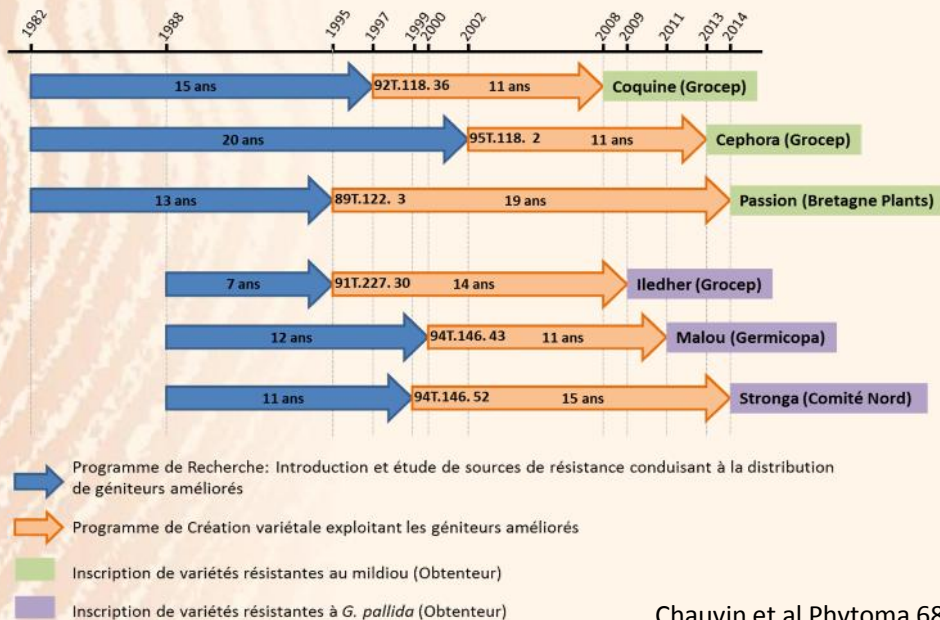 1982 1988 1995 1997 1999 2000 2002 2008 2009 2011 2013 2014
15 ans 92T.118. 36 11 ans Coquine (Grocep)
20 ans 95T.118. 2 11 ans Cephora (Grocep)
13 ans 89T.122. 3 19 ans Passion (Bretagne Plants)
7 ans 91T.227. 30 14 ans Iledher (Grocep)
12 ans 94T.146. 43 11 ans Malou (Germicopa)
11 ans 94T.146. 52 15 ans Stronga (Comité Nord)
Programme de Recherche: Introduction et étude de sources de résistance conduisant à la distribution
de géniteurs améliorés
Programme de Création variétale exploitant les géniteurs améliorés
Inscription de variétés résistantes au mildiou (Obtenteur)
Inscription de variétés résistantes à G. pallida (Obtenteur)
Chauvin et al Phytoma 68